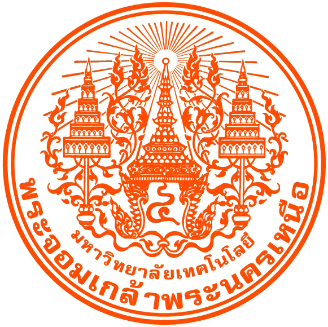 ๔
มหาวิทยาลัยเทคโนโลยี
พระจอมเกล้าพระนครเหนือ